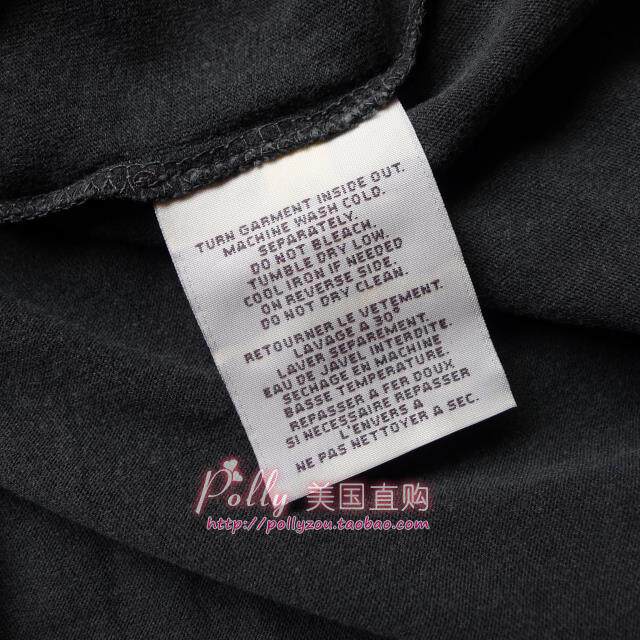 TURN GARMENT INSIDE OUT.
MACHINE WASH COLD.
SEPARATELY.
DO NOT BLEACH.
TUMBLE DRY LOW.
COOL IRON IF NEEDED
ON REVERSE SIDE.
DO NOT DRY CLEAN.
RETOURNER LE VETEMENT.
LAVAGE A 30°
LAVER SEPAREMENT.
EAU DE JAVEL INTERDITE.
SECHAGE EN MACHINE
BASSE TEMPERATURE.
REPASSER A FER DOUX
SI NECESSAIRE REPASSER
L'ENVERS A
NE PAS NETTOYER A SEC.
Polly 美国直购
http://pollyzou.taobao.com